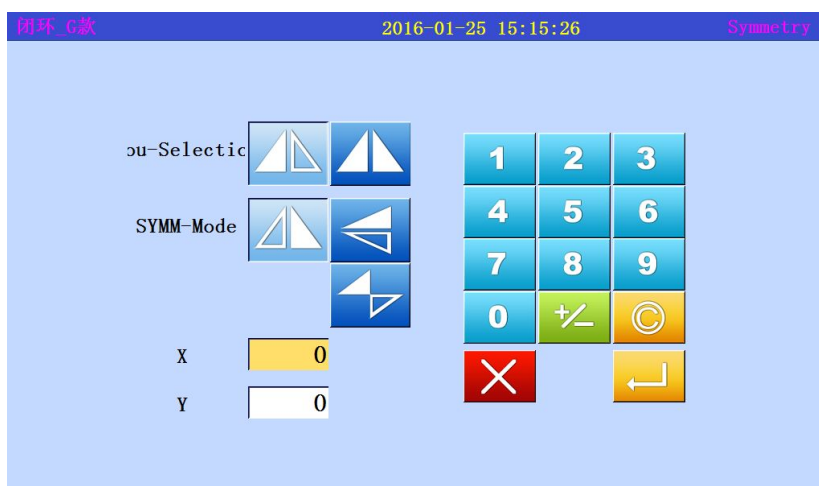 闭环_G款 2016-01-25 15:15:26 Symmetry
ou-Selectic
1 2 3
SYMM-Mode
4 5 6
7 8 9
0 +/- ©
X 0
Y 0